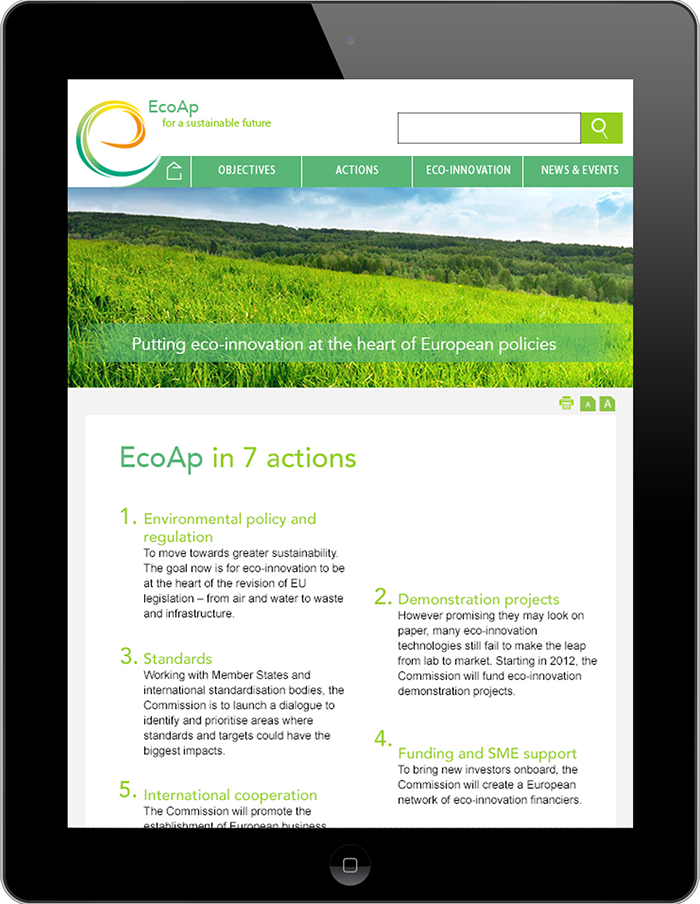 EcoAp
for a sustainable future
OBJECTIVES
ACTIONS
ECO-INNOVATION
NEWS & EVENTS
Putting eco-innovation at the heart of European policies
A
A
EcoAp in 7 actions
1. Environmental policy and
regulation
To move towards greater sustainability.
The goal now is for eco-innovation to be
at the heart of the revision of EU
legislation – from air and water to waste
and infrastructure.
2. Demonstration projects
However promising they may look on
paper, many eco-innovation
technologies still fail to make the leap
from lab to market. Starting in 2012, the
Commission will fund eco-innovation
demonstration projects.
3. Standards
Working with Member States and
international standardisation bodies, the
Commission is to launch a dialogue to
identify and prioritise areas where
standards and targets could have the
biggest impacts.
4. Funding and SME support
To bring new investors onboard, the
Commission will create a European
network of eco-innovation financiers.
5. International cooperation
The Commission will promote the
establishment of European business